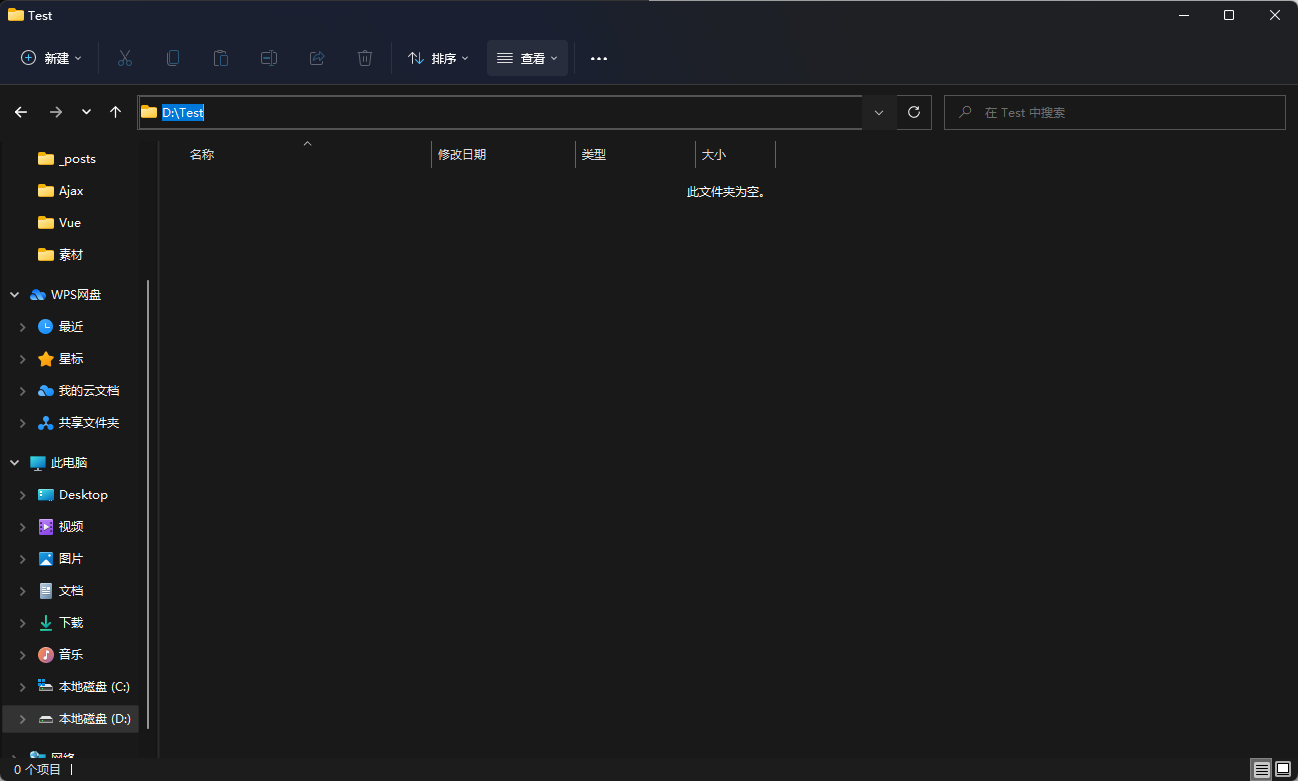 Test
新建 排序 查看
D:\Test
在 Test 中搜索
名称 修改日期 类型 大小
此文件夹为空。
_posts
Ajax
Vue
素材
WPS网盘
最近
星标
我的云文档
共享文件夹
此电脑
Desktop
视频
图片
文档
下载
音乐
本地磁盘 (C:)
本地磁盘 (D:)
网络
0 个项目